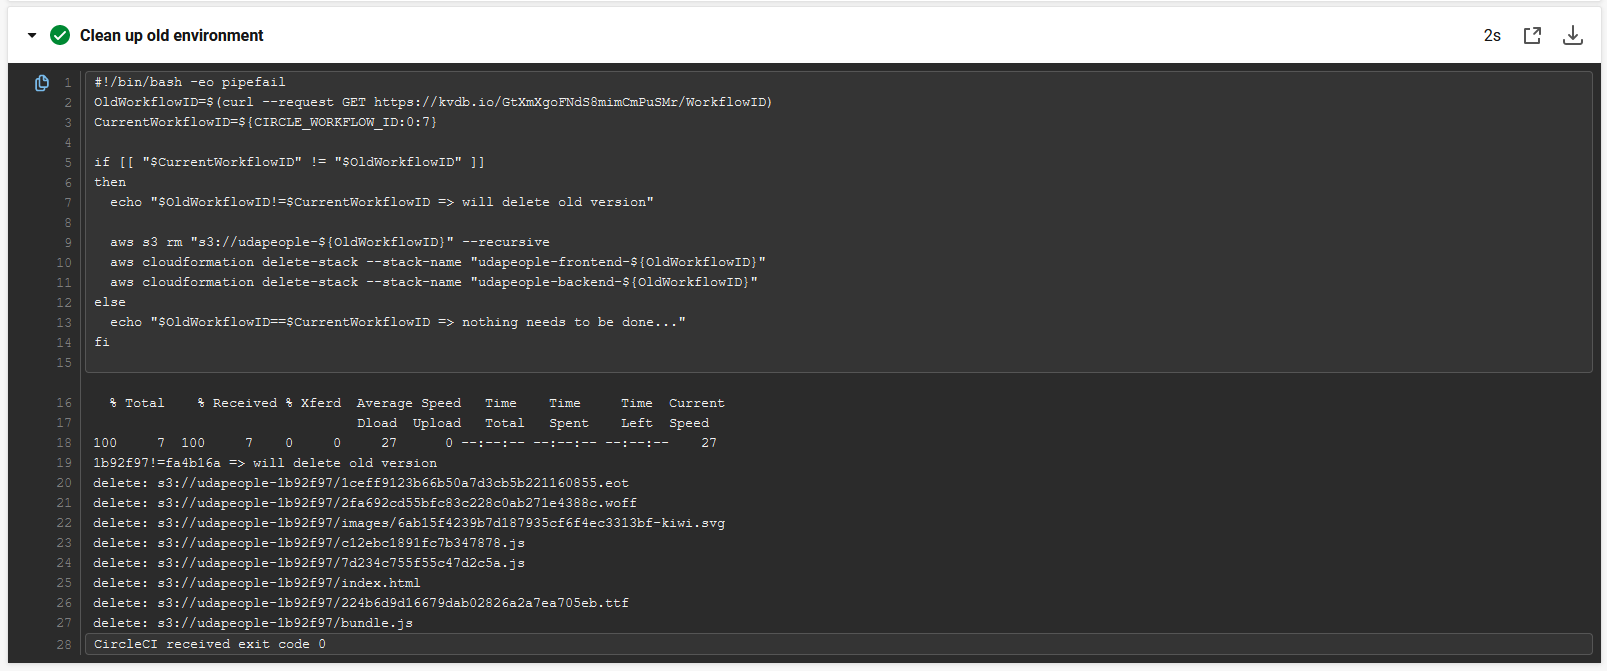 Clean up old environment
2s
1 #!/bin/bash -eo pipefail
2 OldWorkflowID=$(curl --request GET https://kvdb.io/GtXmXgoFNdS8mimCmPuSMr/WorkflowID)
3 CurrentWorkflowID=${CIRCLE_WORKFLOW_ID:0:7}
4
5 if [[ "$CurrentWorkflowID" != "$OldWorkflowID" ]]
6 then
7   echo "$OldWorkflowID!=$CurrentWorkflowID => will delete old version"
8
9   aws s3 rm "s3://udapeople-${OldWorkflowID}" --recursive
10   aws cloudformation delete-stack --stack-name "udapeople-frontend-${OldWorkflowID}"
11   aws cloudformation delete-stack --stack-name "udapeople-backend-${OldWorkflowID}"
12 else
13   echo "$OldWorkflowID==$CurrentWorkflowID => nothing needs to be done..."
14 fi
15
16   % Total    % Received % Xferd  Average Speed   Time    Time     Time  Current
17                                  Dload  Upload   Total   Spent    Left  Speed
18 100     7  100     7    0     0     27      0 --:--:-- --:--:-- --:--:--    27
19 1b92f97!=fa4b16a => will delete old version
20 delete: s3://udapeople-1b92f97/1ceff9123b66b50a7d3cb5b221160855.eot
21 delete: s3://udapeople-1b92f97/2fa692cd55bfc83c228c0ab271e4388c.woff
22 delete: s3://udapeople-1b92f97/images/6ab15f4239b7d187935cf6f4ec3313bf-kiwi.svg
23 delete: s3://udapeople-1b92f97/c12ebc1891fc7b347878.js
24 delete: s3://udapeople-1b92f97/7d234c755f55c47d2c5a.js
25 delete: s3://udapeople-1b92f97/index.html
26 delete: s3://udapeople-1b92f97/224b6d9d16679dab02826a2a7ea705eb.ttf
27 delete: s3://udapeople-1b92f97/bundle.js
28 CircleCI received exit code 0